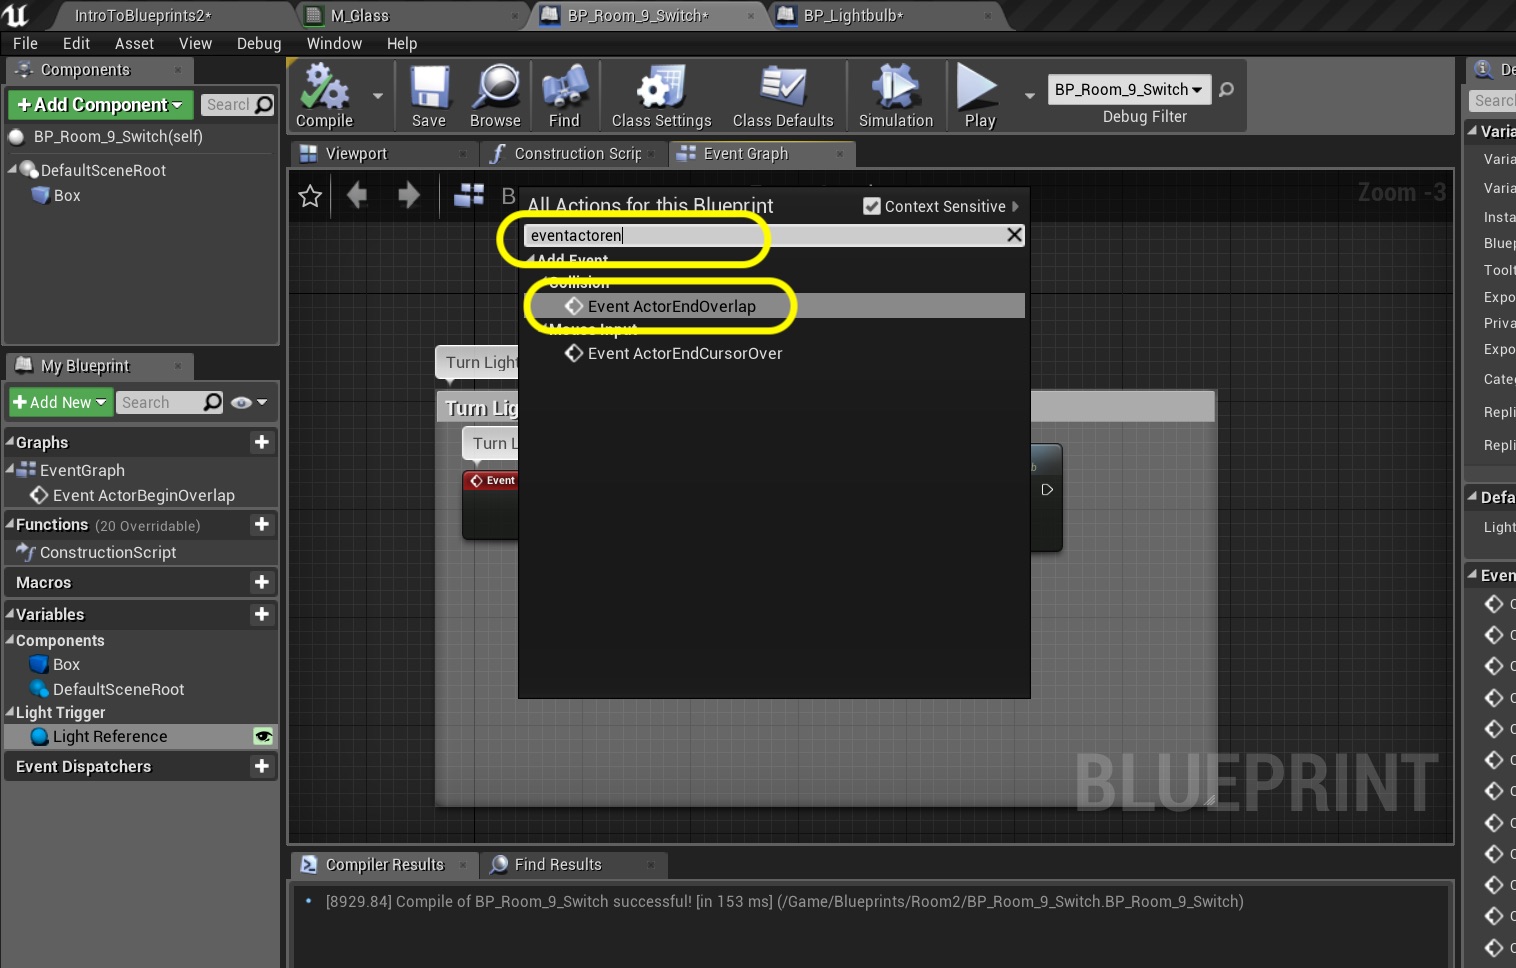 IntroToBlueprints2*
M_Glass
BP_Room_9_Switch*
BP_Lightbulb*
File Edit Asset View Debug Window Help
Components
+Add Component
Searcl
BP_Room_9_Switch(self)
DefaultSceneRoot
Box
Compile
Save
Browse
Find
Class Settings
Class Defaults
Simulation
Play
BP_Room_9_Switch
Debug Filter
Viewport
Construction Scrip
Event Graph
B
Zoom -3
All Actions for this Blueprint
Context Sensitive
eventactoren
Add Event
Collision
Event ActorEndOverlap
Mouse Input
Event ActorEndCursorOver
Turn Light
Turn Lig
Turn L
Event
b
BLUEPRINT
My Blueprint
+Add New
Search
Graphs
EventGraph
Event ActorBeginOverlap
Functions (20 Overridable)
ConstructionScript
Macros
Variables
Components
Box
DefaultSceneRoot
Light Trigger
Light Reference
Event Dispatchers
Compiler Results
Find Results
[8929.84] Compile of BP_Room_9_Switch successful! [in 153 ms] (/Game/Blueprints/Room2/BP_Room_9_Switch.BP_Room_9_Switch)
De
Search
Varia
Varia
Varia
Insta
Bluep
Toolt
Expo
Priva
Expo
Cate
Repli
Repli
Defa
Light
Even